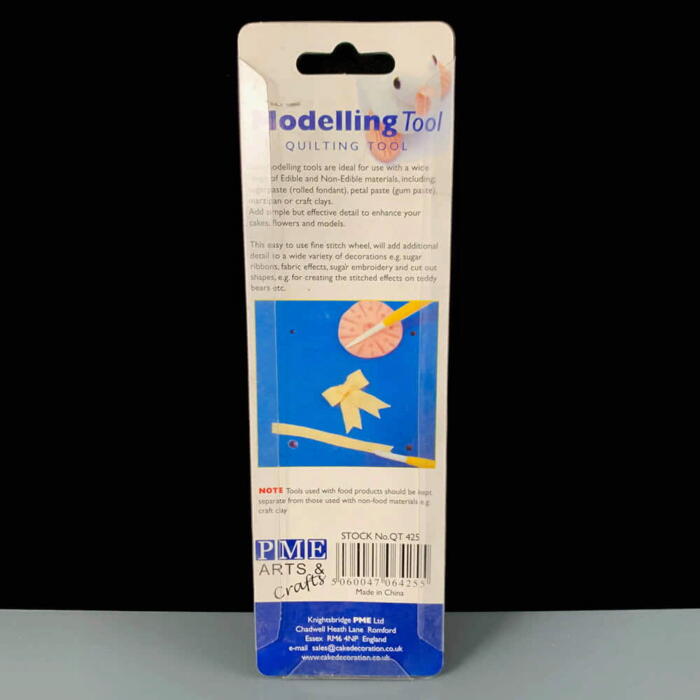 Modelling Tool
QUILTING TOOL
modelling tools are ideal for use with a wide
range of Edible and Non-Edible materials, including;
sugarpaste (rolled fondant), petal paste (gum paste),
marzipan or craft clays.
Add simple but effective detail to enhance your
cakes, flowers and models.
This easy to use fine stitch wheel, will add additional
detail to a wide variety of decorations e.g. sugar
ribbons, fabric effects, sugar embroidery and cut out
shapes, e.g. for creating the stitched effects on teddy
bears etc.
NOTE Tools used with food products should be kept
separate from those used with non-food materials e.g.
craft clay
STOCK No.QT 425
PME
ARTS &
Crafts
5060047064255
Made in China
Knightsbridge PME Ltd
Chadwell Heath Lane Romford
Essex RM6 4NP England
e-mail sales@cakedecoration.co.uk
www.cakedecoration.co.uk